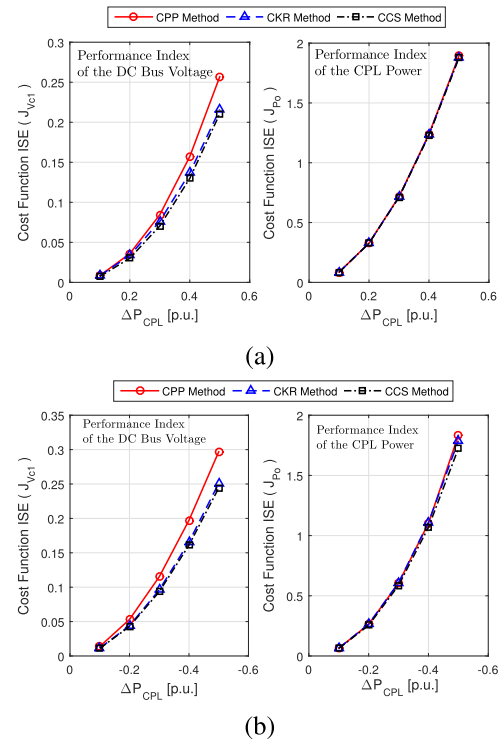 CPP Method CKR Method CCS Method
Performance Index
of the DC Bus Voltage
Cost Function ISE ( J_Vc1 )
0.3
0.25
0.2
0.15
0.1
0.05
0
0 0.2 0.4 0.6
ΔP_CPL [p.u.]
Performance Index
of the CPL Power
Cost Function ISE ( J_Po )
2
1.5
1
0.5
0
0 0.2 0.4 0.6
ΔP_CPL [p.u.]
(a)
CPP Method CKR Method CCS Method
Performance Index
of the DC Bus Voltage
Cost Function ISE ( J_Vc1 )
0.35
0.3
0.25
0.2
0.15
0.1
0.05
0
0 -0.2 -0.4 -0.6
ΔP_CPL [p.u.]
Performance Index
of the CPL Power
Cost Function ISE ( J_Po )
2
1.5
1
0.5
0
0 -0.2 -0.4 -0.6
ΔP_CPL [p.u.]
(b)